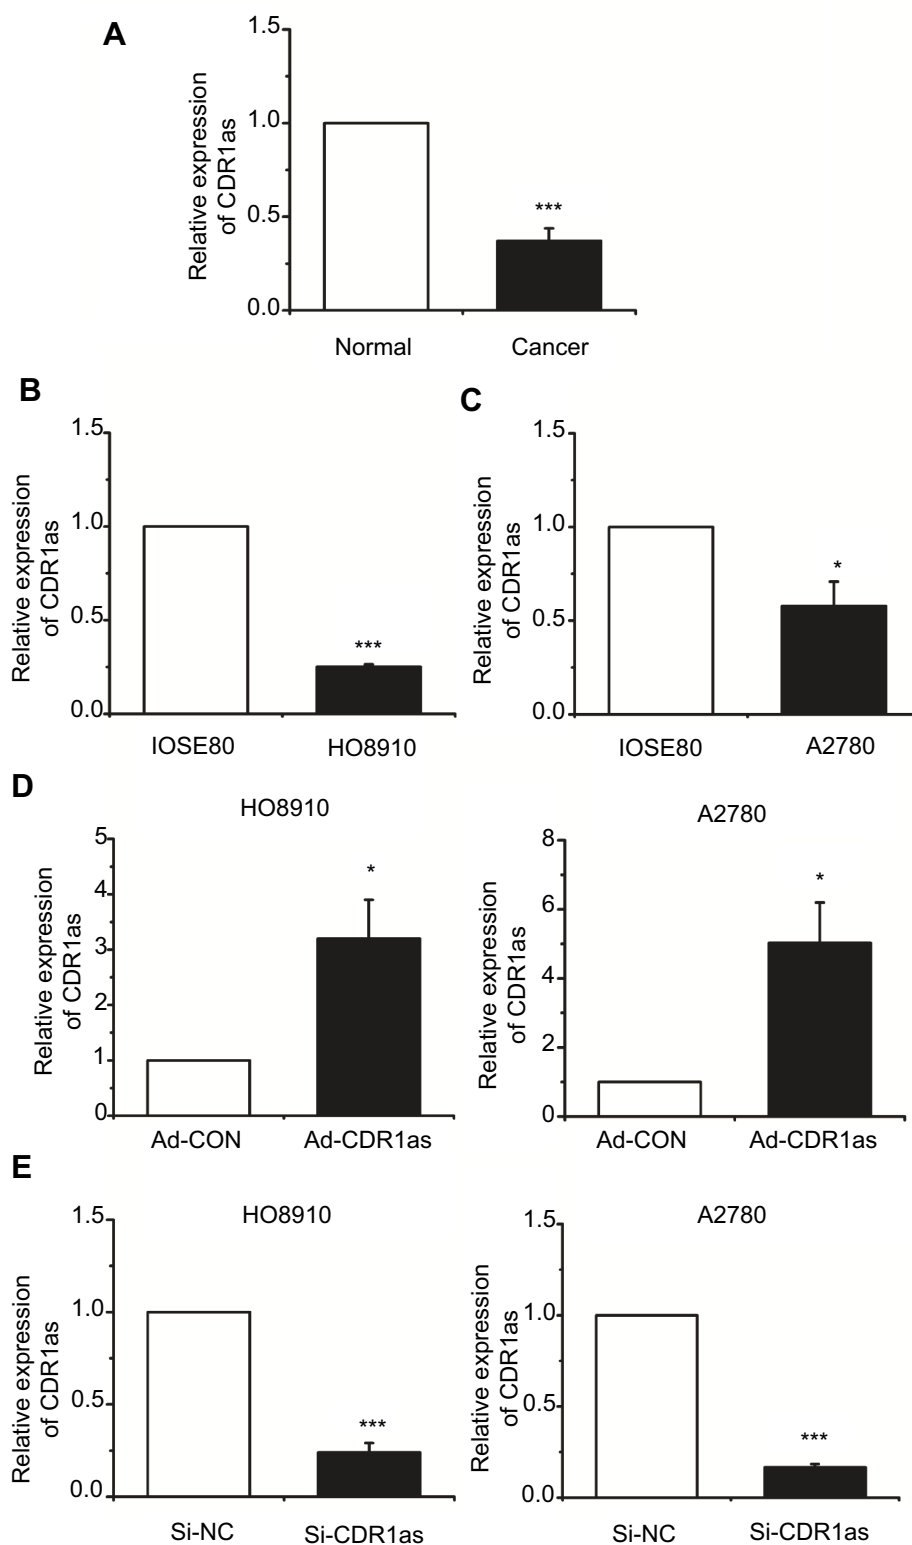 A
Relative expression
of CDR1as
1.5
1.0
0.5
0.0
***
Normal
Cancer
B
Relative expression
of CDR1as
1.5
1.0
0.5
0.0
***
IOSE80
HO8910
C
Relative expression
of CDR1as
1.5
1.0
0.5
0.0
*
IOSE80
A2780
D
HO8910
Relative expression
of CDR1as
5
4
3
2
1
0
*
Ad-CON
Ad-CDR1as
A2780
Relative expression
of CDR1as
8
6
4
2
0
*
Ad-CON
Ad-CDR1as
E
HO8910
Relative expression
of CDR1as
1.5
1.0
0.5
0.0
***
Si-NC
Si-CDR1as
A2780
Relative expression
of CDR1as
1.5
1.0
0.5
0.0
***
Si-NC
Si-CDR1as